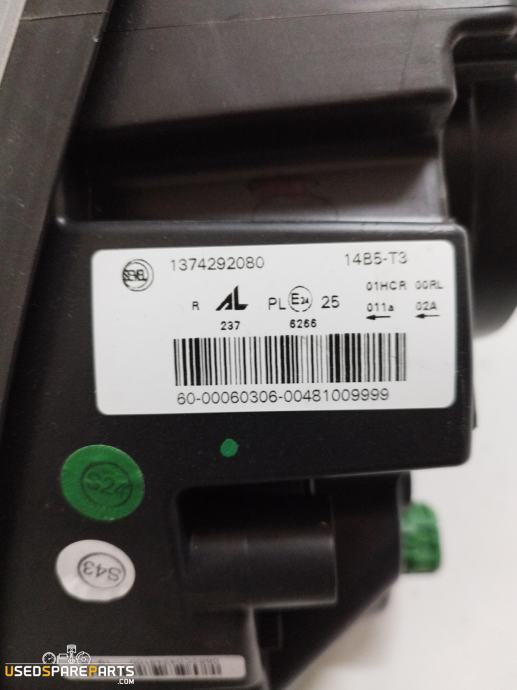 SEVEL 1374292080 14B5-T3
01HCR 00RL
R AL PL E24 25 011a 02A
237 6266
60-00060306-00481009999
S24
S43
USEDSPAREPARTS
.COM